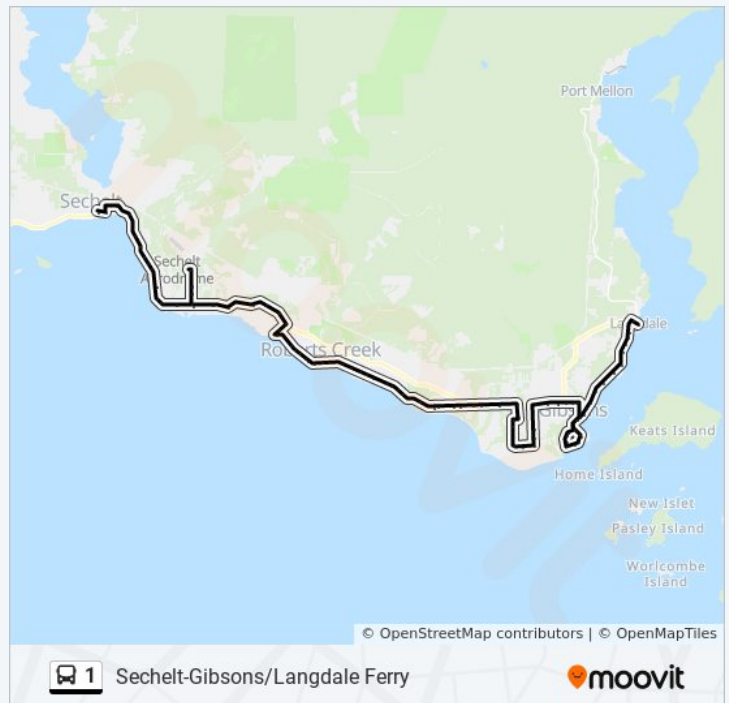 Port Mellon
Sechelt
Sechelt
Aerodrome
Langdale
Roberts Creek
Gibsons
Keats Island
Home Island
New Islet
Pasley Island
Worlcombe
Island
© OpenStreetMap contributors | © OpenMapTiles
1 Sechelt-Gibsons/Langdale Ferry
moovit